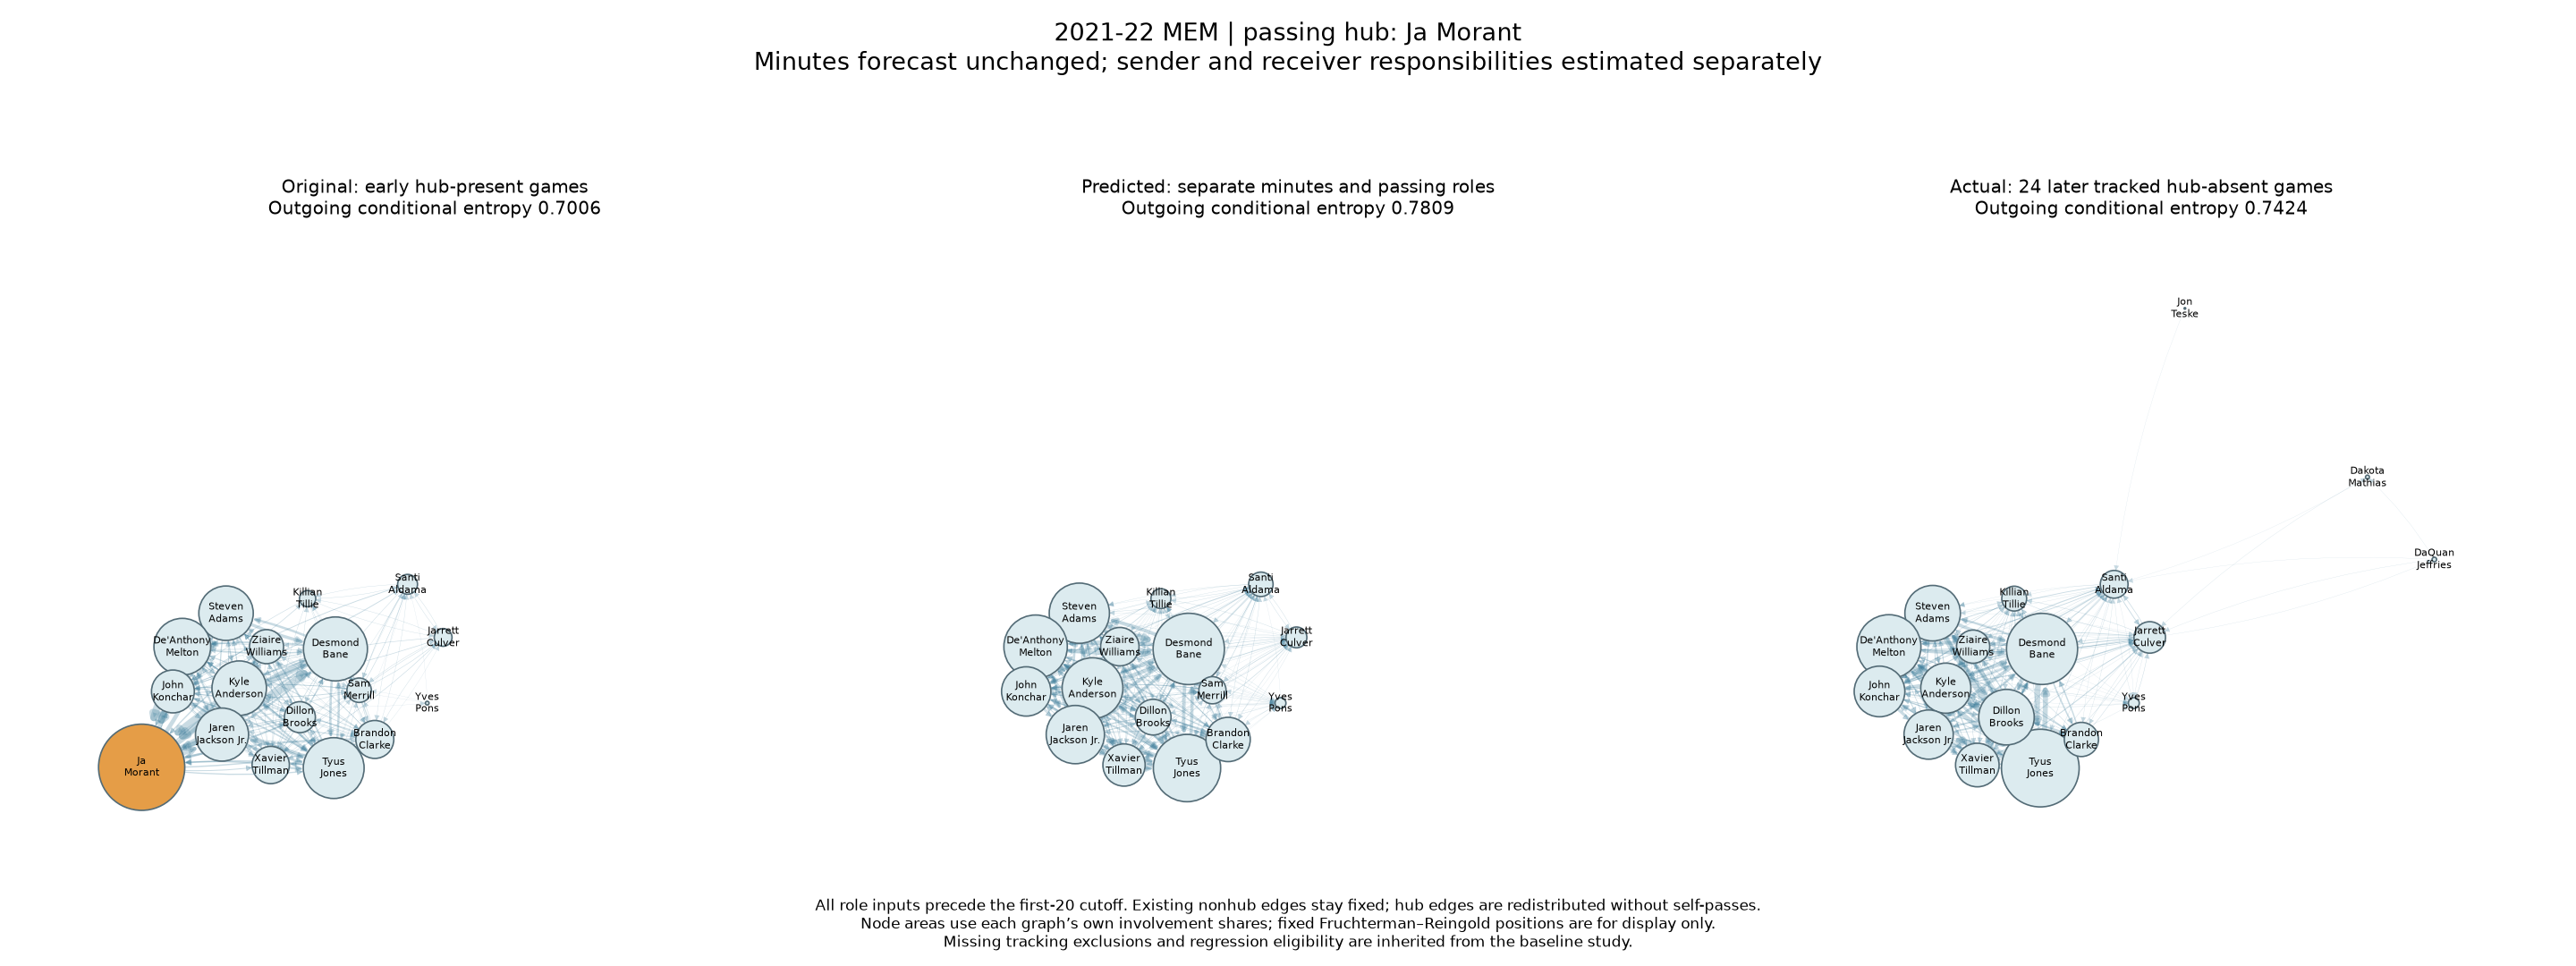 2021-22 MEM | passing hub: Ja Morant
Minutes forecast unchanged; sender and receiver responsibilities estimated separately
Original: early hub-present games
Outgoing conditional entropy 0.7006
Santi
Aldama
Killian
Tillie
Steven
Adams
De'Anthony
Melton
Ziaire
Williams
Desmond
Bane
Jarrett
Culver
John
Konchar
Kyle
Anderson
Sam
Merrill
Yves
Pons
Dillon
Brooks
Jaren
Jackson Jr.
Brandon
Clarke
Ja
Morant
Xavier
Tillman
Tyus
Jones
Predicted: separate minutes and passing roles
Outgoing conditional entropy 0.7809
Santi
Aldama
Killian
Tillie
Steven
Adams
De'Anthony
Melton
Ziaire
Williams
Desmond
Bane
Jarrett
Culver
John
Konchar
Kyle
Anderson
Sam
Merrill
Yves
Pons
Dillon
Brooks
Jaren
Jackson Jr.
Brandon
Clarke
Xavier
Tillman
Tyus
Jones
Actual: 24 later tracked hub-absent games
Outgoing conditional entropy 0.7424
Jon
Teske
Dakota
Mathias
DaQuan
Jeffries
Santi
Aldama
Killian
Tillie
Steven
Adams
De'Anthony
Melton
Ziaire
Williams
Desmond
Bane
Jarrett
Culver
John
Konchar
Kyle
Anderson
Yves
Pons
Dillon
Brooks
Jaren
Jackson Jr.
Brandon
Clarke
Xavier
Tillman
Tyus
Jones
All role inputs precede the first-20 cutoff. Existing nonhub edges stay fixed; hub edges are redistributed without self-passes.
Node areas use each graph’s own involvement shares; fixed Fruchterman–Reingold positions are for display only.
Missing tracking exclusions and regression eligibility are inherited from the baseline study.